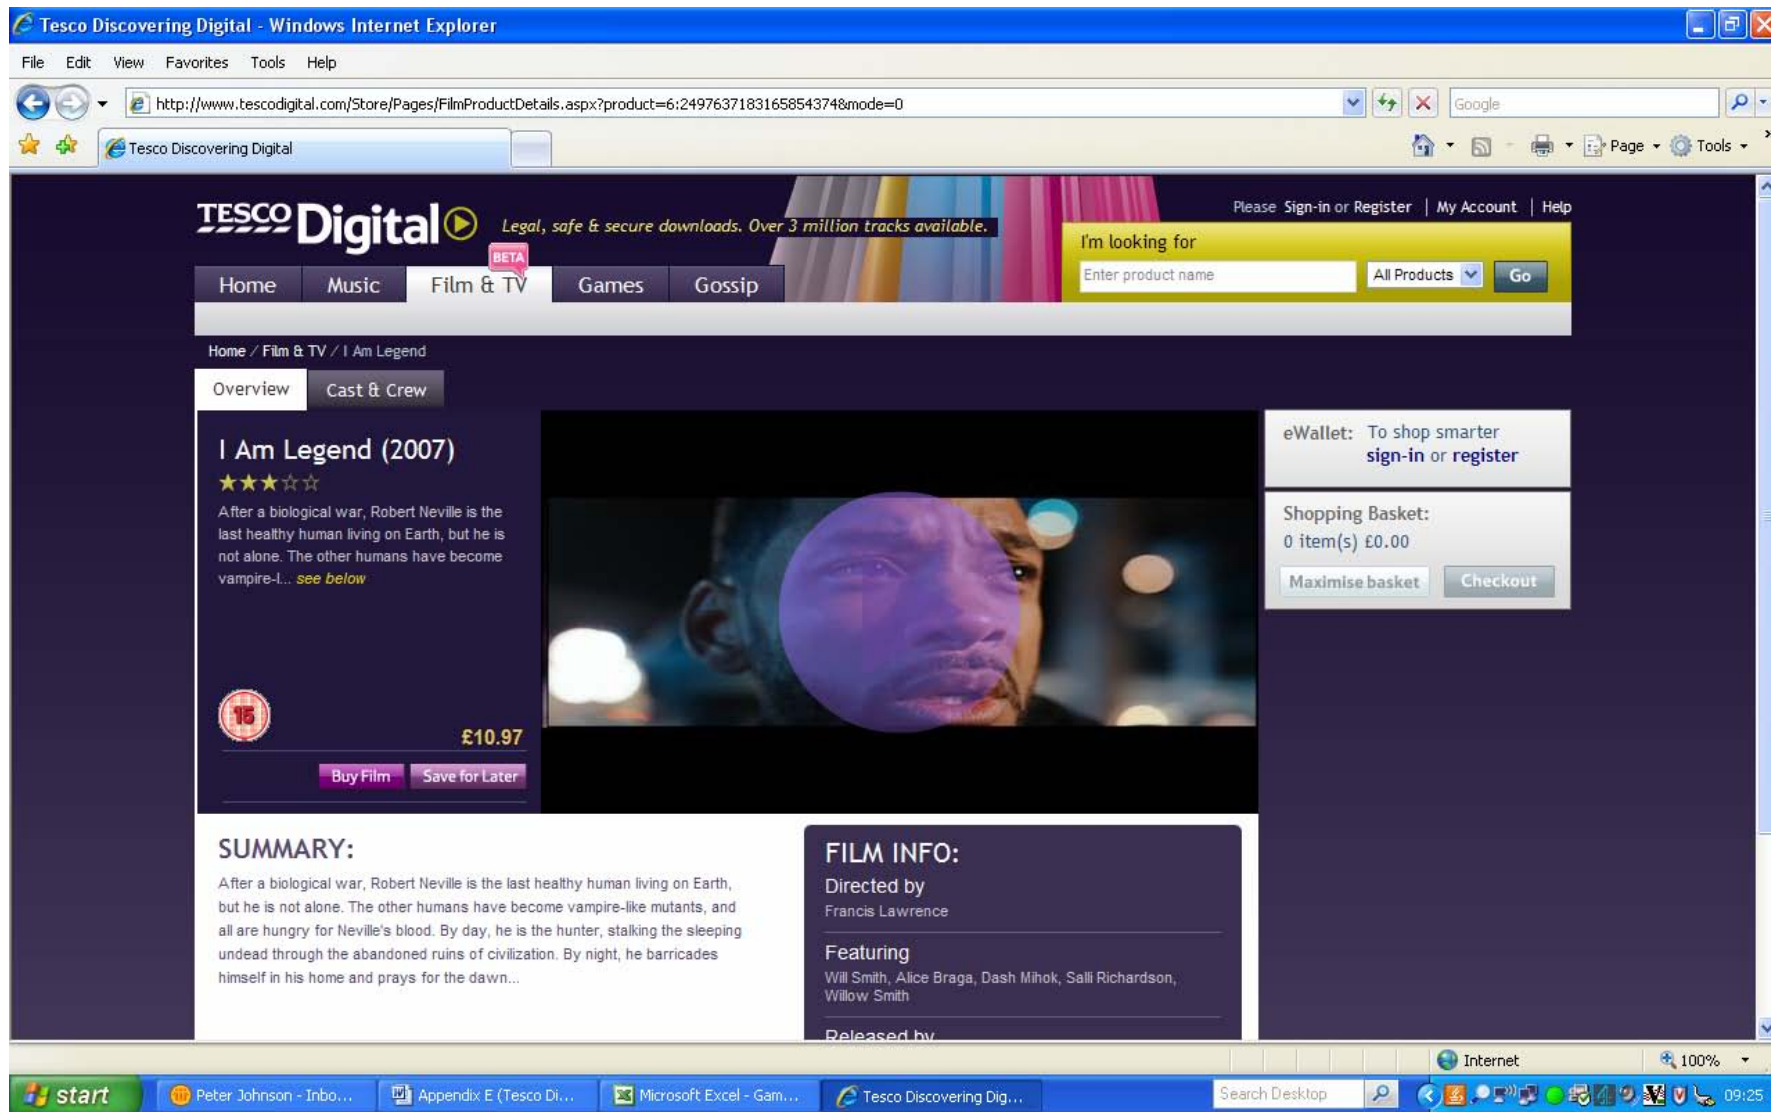 Tesco Discovering Digital - Windows Internet Explorer
File Edit View Favorites Tools Help
http://www.tescodigital.com/Store/Pages/FilmProductDetails.aspx?product=6:2497637183165854374&mode=0
Google
Tesco Discovering Digital
Page Tools
TESCO Digital
Legal, safe & secure downloads. Over 3 million tracks available.
Please Sign-in or Register | My Account | Help
I'm looking for
BETA
Enter product name
All Products
Go
Home Music Film & TV Games Gossip
Home / Film & TV / I Am Legend
Overview Cast & Crew
I Am Legend (2007)
After a biological war, Robert Neville is the
last healthy human living on Earth, but he is
not alone. The other humans have become
vampire-l... see below
15
£10.97
Buy Film Save for Later
eWallet: To shop smarter
sign-in or register
Shopping Basket:
0 item(s) £0.00
Maximise basket Checkout
SUMMARY:
After a biological war, Robert Neville is the last healthy human living on Earth,
but he is not alone. The other humans have become vampire-like mutants, and
all are hungry for Neville's blood. By day, he is the hunter, stalking the sleeping
undead through the abandoned ruins of civilization. By night, he barricades
himself in his home and prays for the dawn...
FILM INFO:
Directed by
Francis Lawrence
Featuring
Will Smith, Alice Braga, Dash Mihok, Salli Richardson,
Willow Smith
Released by
Internet 100%
start
Peter Johnson - Inbo...
Appendix E (Tesco Di...
Microsoft Excel - Gam...
Tesco Discovering Dig...
Search Desktop
09:25